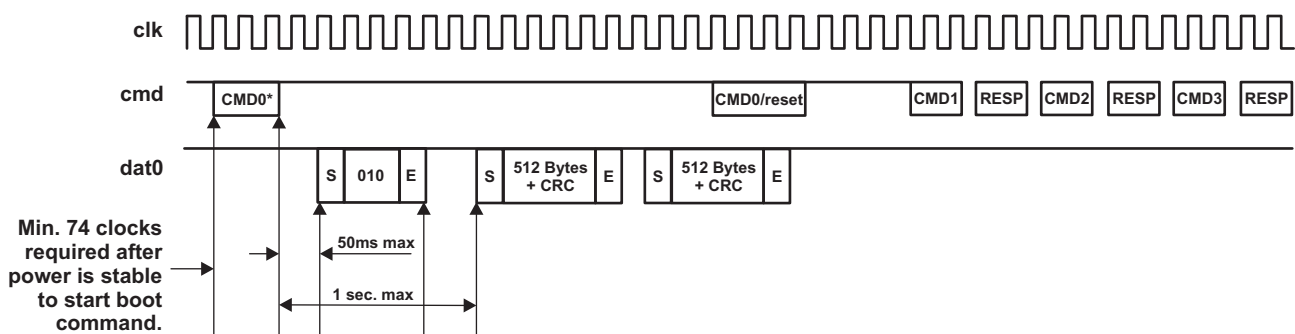 clk
cmd
CMD0*
CMD0/reset
CMD1
RESP
CMD2
RESP
CMD3
RESP
dat0
S
010
E
S
512 Bytes
+ CRC
E
S
512 Bytes
+ CRC
E
Min. 74 clocks
required after
power is stable
to start boot
command.
50ms max
1 sec. max